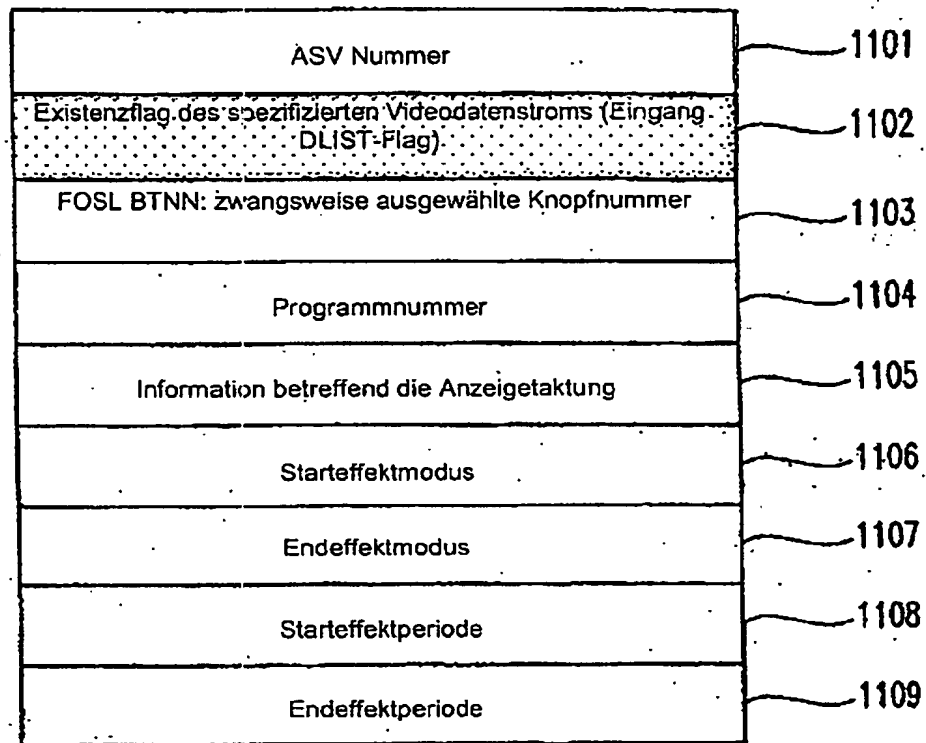 ASV Nummer
1101
Existenzflag des spezifizierten Videodatenstroms (Eingang
DLIST-Flag)
1102
FOSL BTNN: zwangsweise ausgewählte Knopfnummer
1103
Programmnummer
1104
Information betreffend die Anzeigetaktung
1105
Starteffektmodus
1106
Endeffektmodus
1107
Starteffektperiode
1108
Endeffektperiode
1109